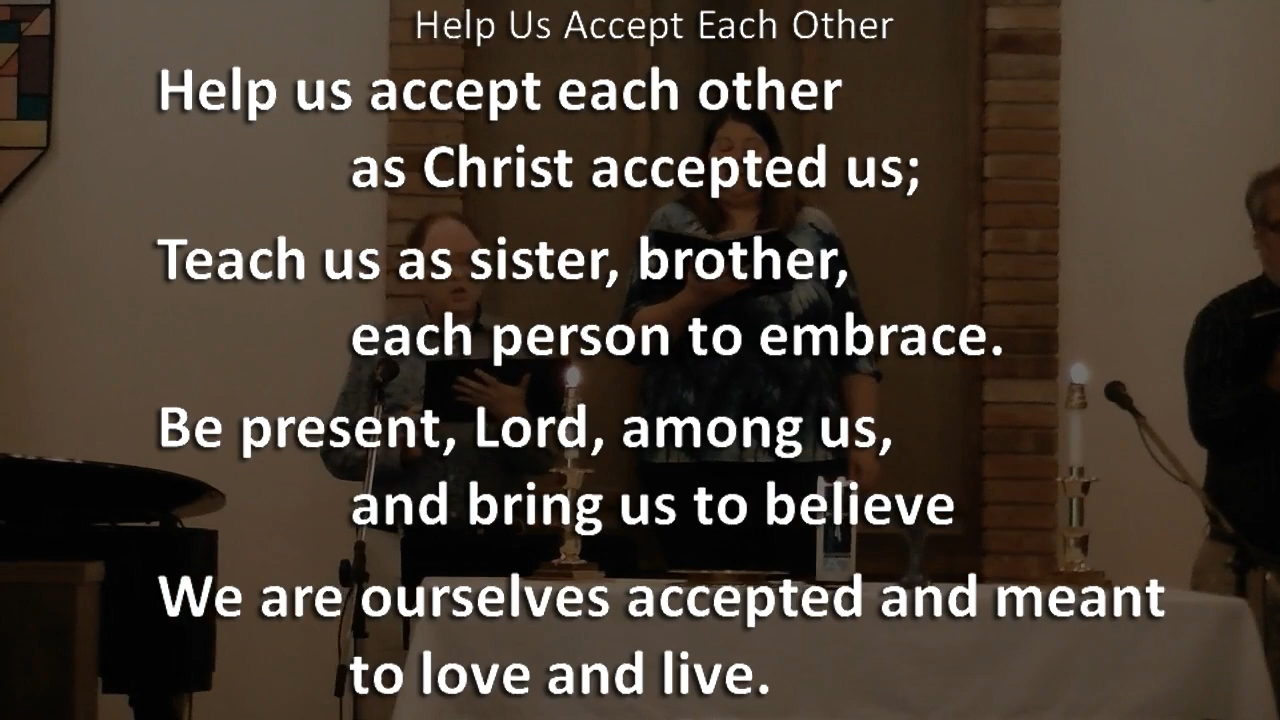 Help Us Accept Each Other
Help us accept each other
as Christ accepted us;
Teach us as sister, brother,
each person to embrace.
Be present, Lord, among us,
and bring us to believe
We are ourselves accepted and meant
to love and live.